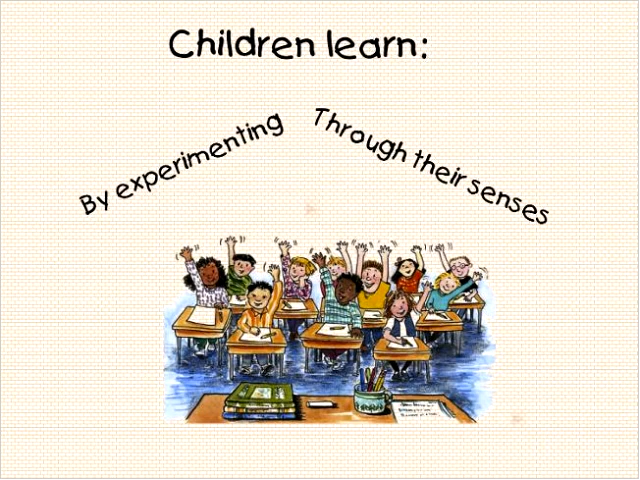 Children learn:
By experimenting
Through their senses